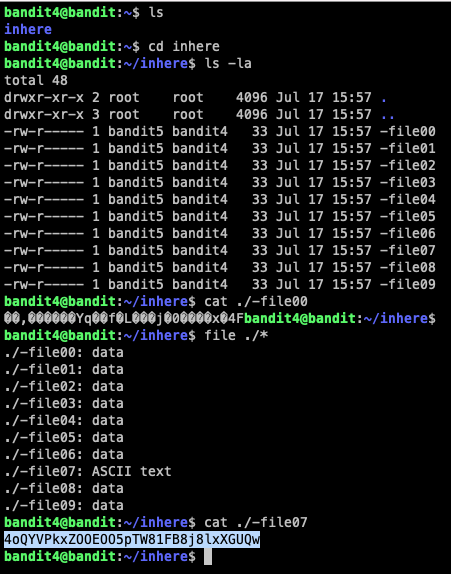 bandit4@bandit:~$ ls
inhere
bandit4@bandit:~$ cd inhere
bandit4@bandit:~/inhere$ ls -la
total 48
drwxr-xr-x 2 root    root    4096 Jul 17 15:57 .
drwxr-xr-x 3 root    root    4096 Jul 17 15:57 ..
-rw-r----- 1 bandit5 bandit4   33 Jul 17 15:57 -file00
-rw-r----- 1 bandit5 bandit4   33 Jul 17 15:57 -file01
-rw-r----- 1 bandit5 bandit4   33 Jul 17 15:57 -file02
-rw-r----- 1 bandit5 bandit4   33 Jul 17 15:57 -file03
-rw-r----- 1 bandit5 bandit4   33 Jul 17 15:57 -file04
-rw-r----- 1 bandit5 bandit4   33 Jul 17 15:57 -file05
-rw-r----- 1 bandit5 bandit4   33 Jul 17 15:57 -file06
-rw-r----- 1 bandit5 bandit4   33 Jul 17 15:57 -file07
-rw-r----- 1 bandit5 bandit4   33 Jul 17 15:57 -file08
-rw-r----- 1 bandit5 bandit4   33 Jul 17 15:57 -file09
bandit4@bandit:~/inhere$ cat ./-file00
��,������Yq��f�L���j�0����x�4Fbandit4@bandit:~/inhere$
bandit4@bandit:~/inhere$ file ./*
./-file00: data
./-file01: data
./-file02: data
./-file03: data
./-file04: data
./-file05: data
./-file06: data
./-file07: ASCII text
./-file08: data
./-file09: data
bandit4@bandit:~/inhere$ cat ./-file07
4oQYVPkxZOOEOO5pTW81FB8j8lxXGUQw
bandit4@bandit:~/inhere$